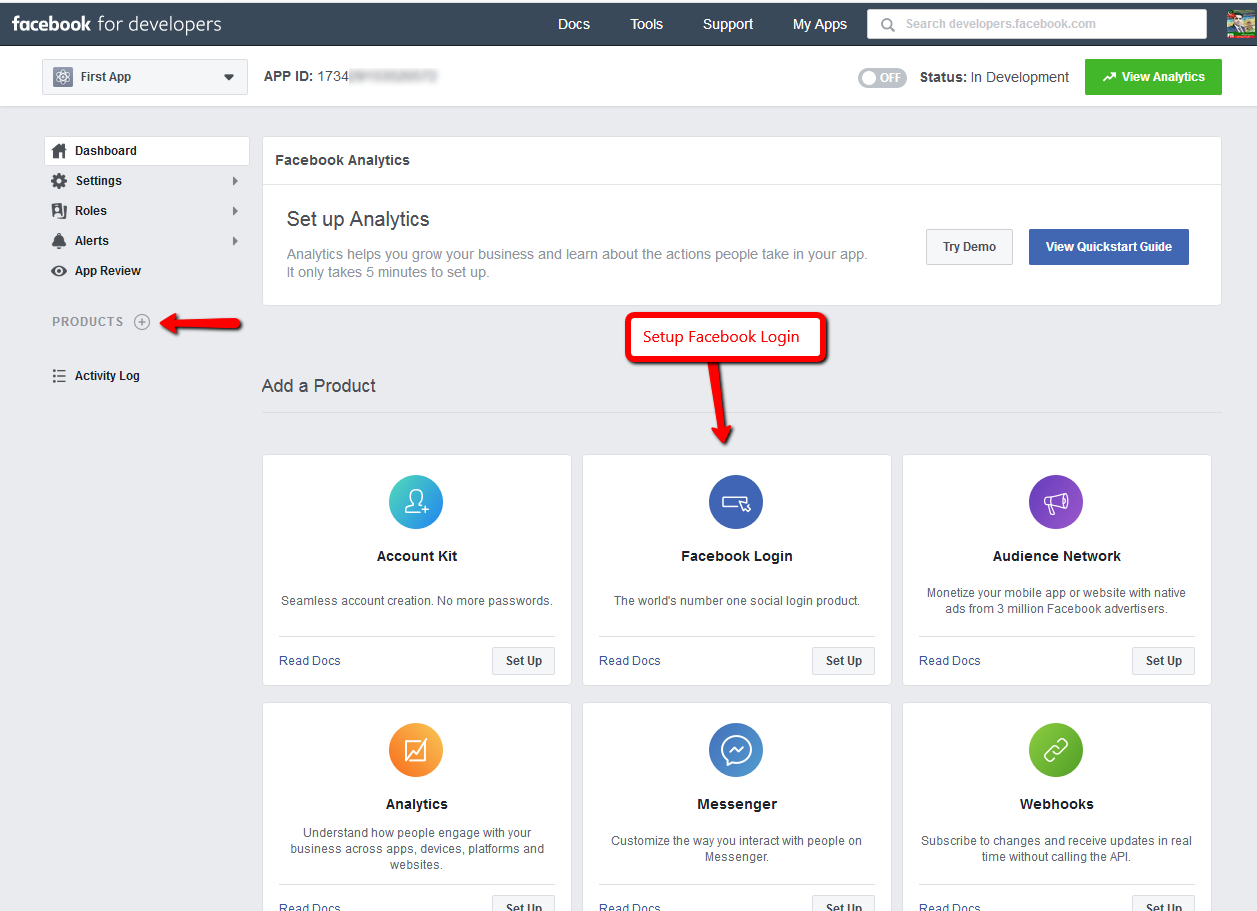 facebook for developers
Docs
Tools
Support
My Apps
Search developers.facebook.com
First App
APP ID: 1734
OFF
Status: In Development
View Analytics
Dashboard
Settings
Roles
Alerts
App Review
PRODUCTS
Activity Log
Facebook Analytics
Set up Analytics
Analytics helps you grow your business and learn about the actions people take in your app.
It only takes 5 minutes to set up.
Try Demo
View Quickstart Guide
Setup Facebook Login
Add a Product
Account Kit
Seamless account creation. No more passwords.
Read Docs
Set Up
Facebook Login
The world's number one social login product.
Read Docs
Set Up
Audience Network
Monetize your mobile app or website with native
ads from 3 million Facebook advertisers.
Read Docs
Set Up
Analytics
Understand how people engage with your
business across apps, devices, platforms and
websites.
Read Docs
Set Up
Messenger
Customize the way you interact with people on
Messenger.
Read Docs
Set Up
Webhooks
Subscribe to changes and receive updates in real
time without calling the API.
Read Docs
Set Up